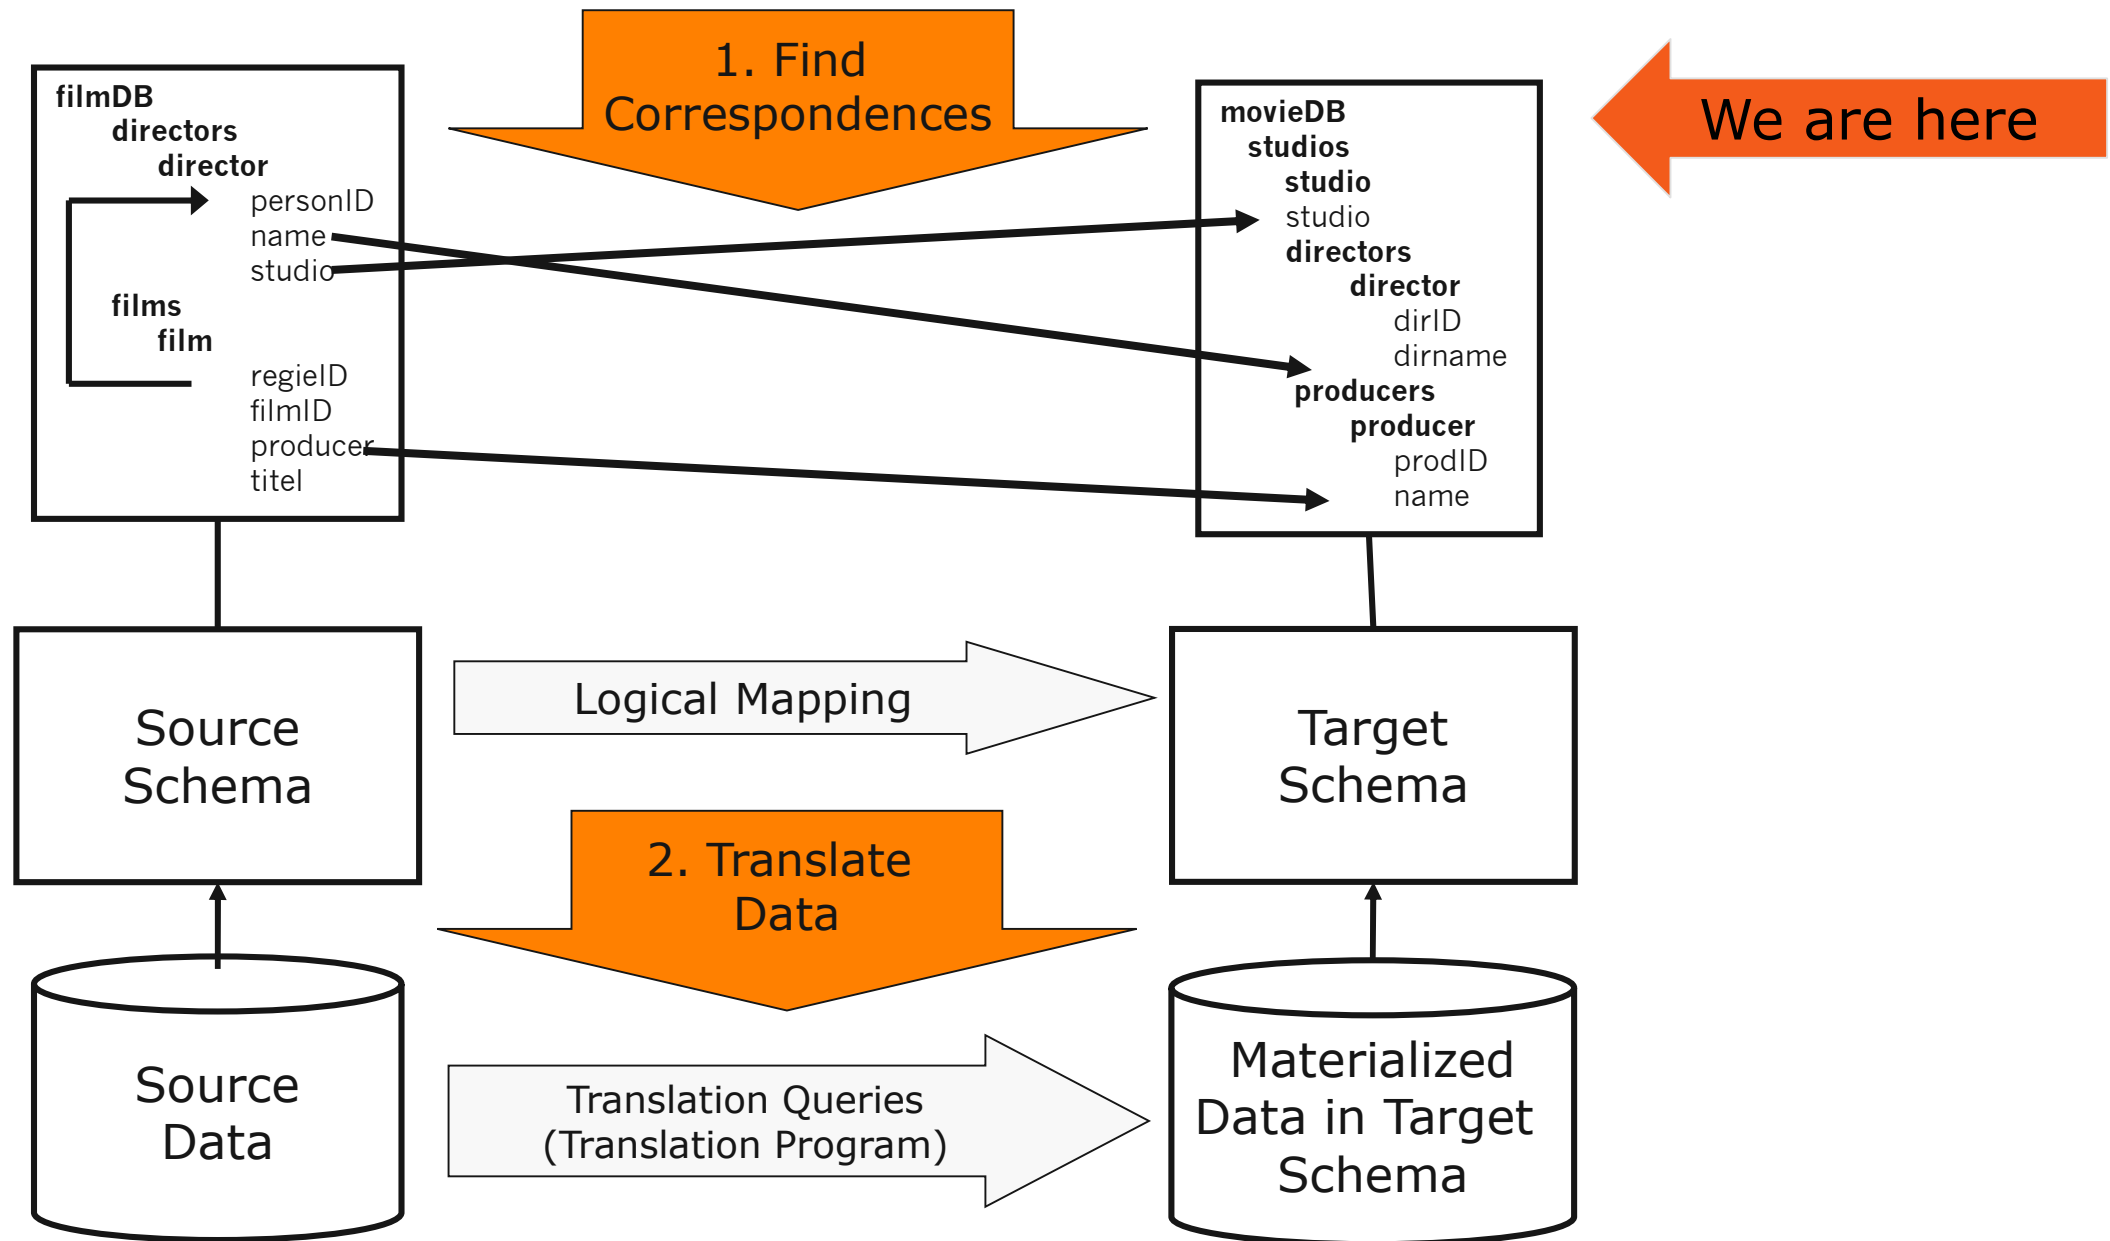 1. Find
Correspondences
We are here
filmDB
directors
director
personID
name
studio
films
film
regieID
filmID
producer
titel
movieDB
studios
studio
studio
directors
director
dirID
dirname
producers
producer
prodID
name
Source
Schema
Logical Mapping
Target
Schema
2. Translate
Data
Source
Data
Translation Queries
(Translation Program)
Materialized
Data in Target
Schema